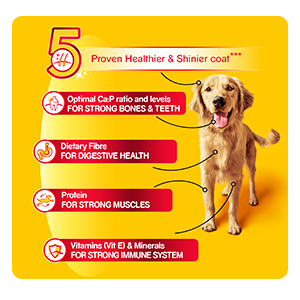 5
Proven Healthier & Shinier coat***
Optimal Ca:P ratio and levels
FOR STRONG BONES & TEETH
Dietary Fibre
FOR DIGESTIVE HEALTH
Protein
FOR STRONG MUSCLES
Vitamins (Vit E) & Minerals
FOR STRONG IMMUNE SYSTEM